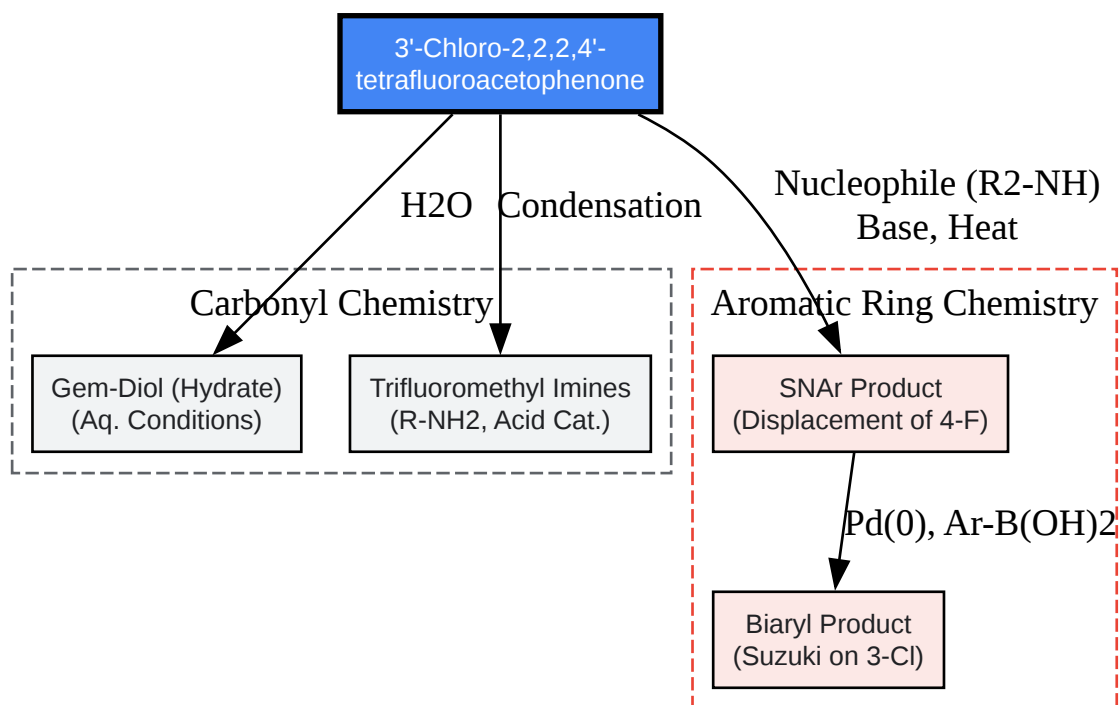 3'-Chloro-2,2,2,4'-
tetrafluoroacetophenone
H2O
Condensation
Nucleophile (R2-NH)
Base, Heat
Carbonyl Chemistry
Aromatic Ring Chemistry
Gem-Diol (Hydrate)
(Aq. Conditions)
Trifluoromethyl Imines
(R-NH2, Acid Cat.)
SNAr Product
(Displacement of 4-F)
Pd(0), Ar-B(OH)2
Biaryl Product
(Suzuki on 3-Cl)